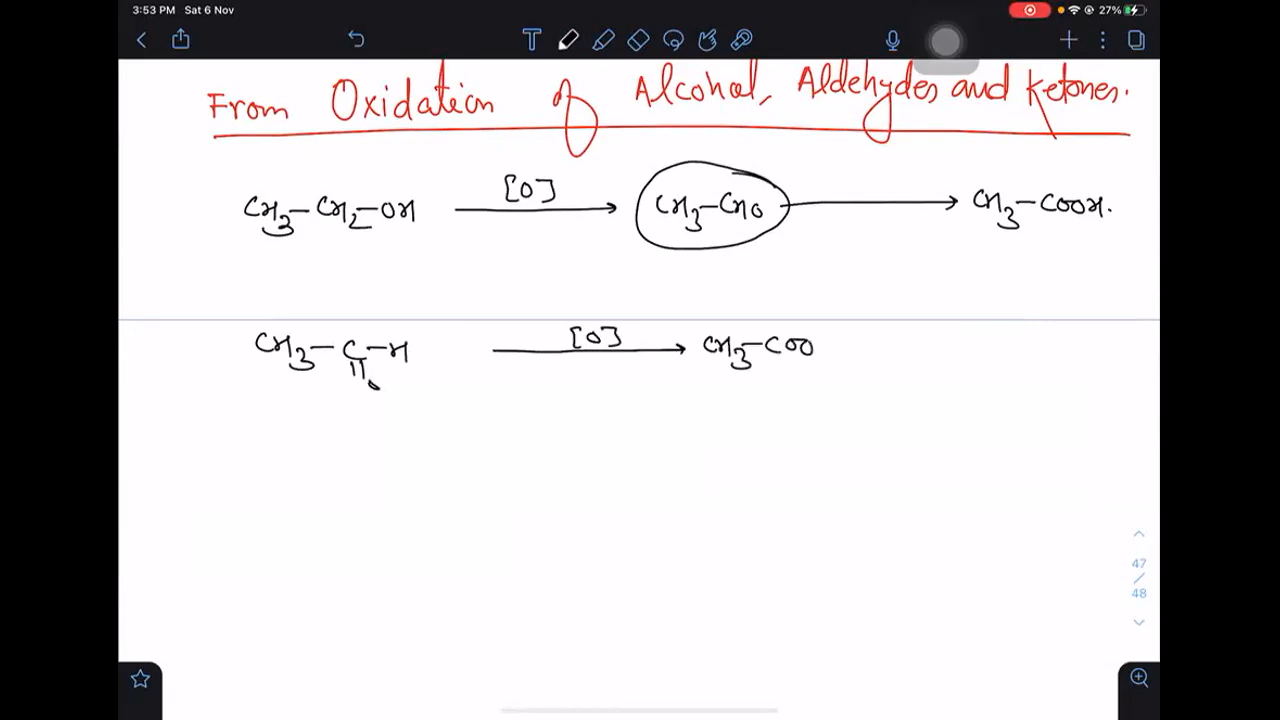 3:53 PM Sat 6 Nov 27%
T
From Oxidation of Alcohol, Aldehydes and Ketones.
[O]
CH3-CH2-OH → CH3-CHO → CH3-COOH.
[O]
CH3-C-H → CH3-COO
O
47
/
48